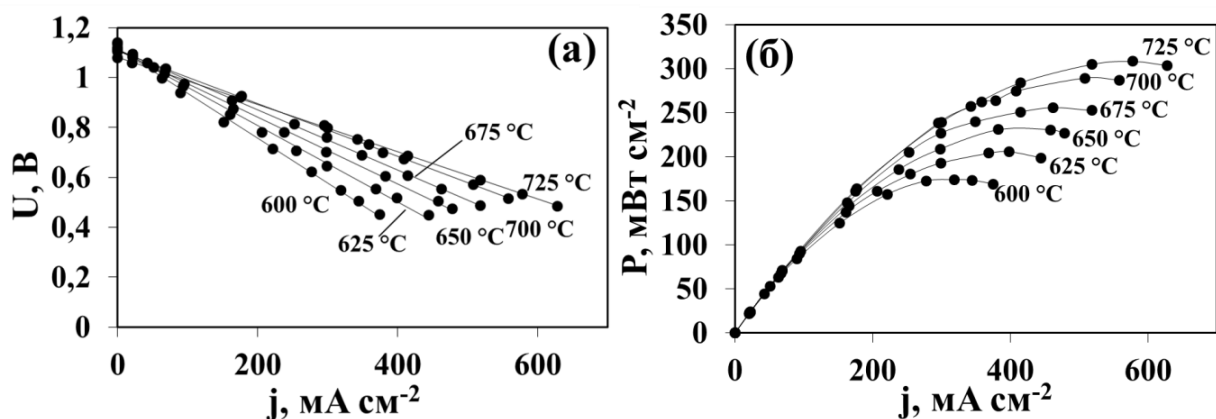 (а)
U, В
1,2
1
0,8
0,6
0,4
0,2
0
0 200 400 600
j, мА см⁻²
675 °C
725 °C
600 °C
625 °C
650 °C
700 °C
(б)
P, мВт см⁻²
350
300
250
200
150
100
50
0
0 200 400 600
j, мА см⁻²
725 °C
700 °C
675 °C
650 °C
625 °C
600 °C